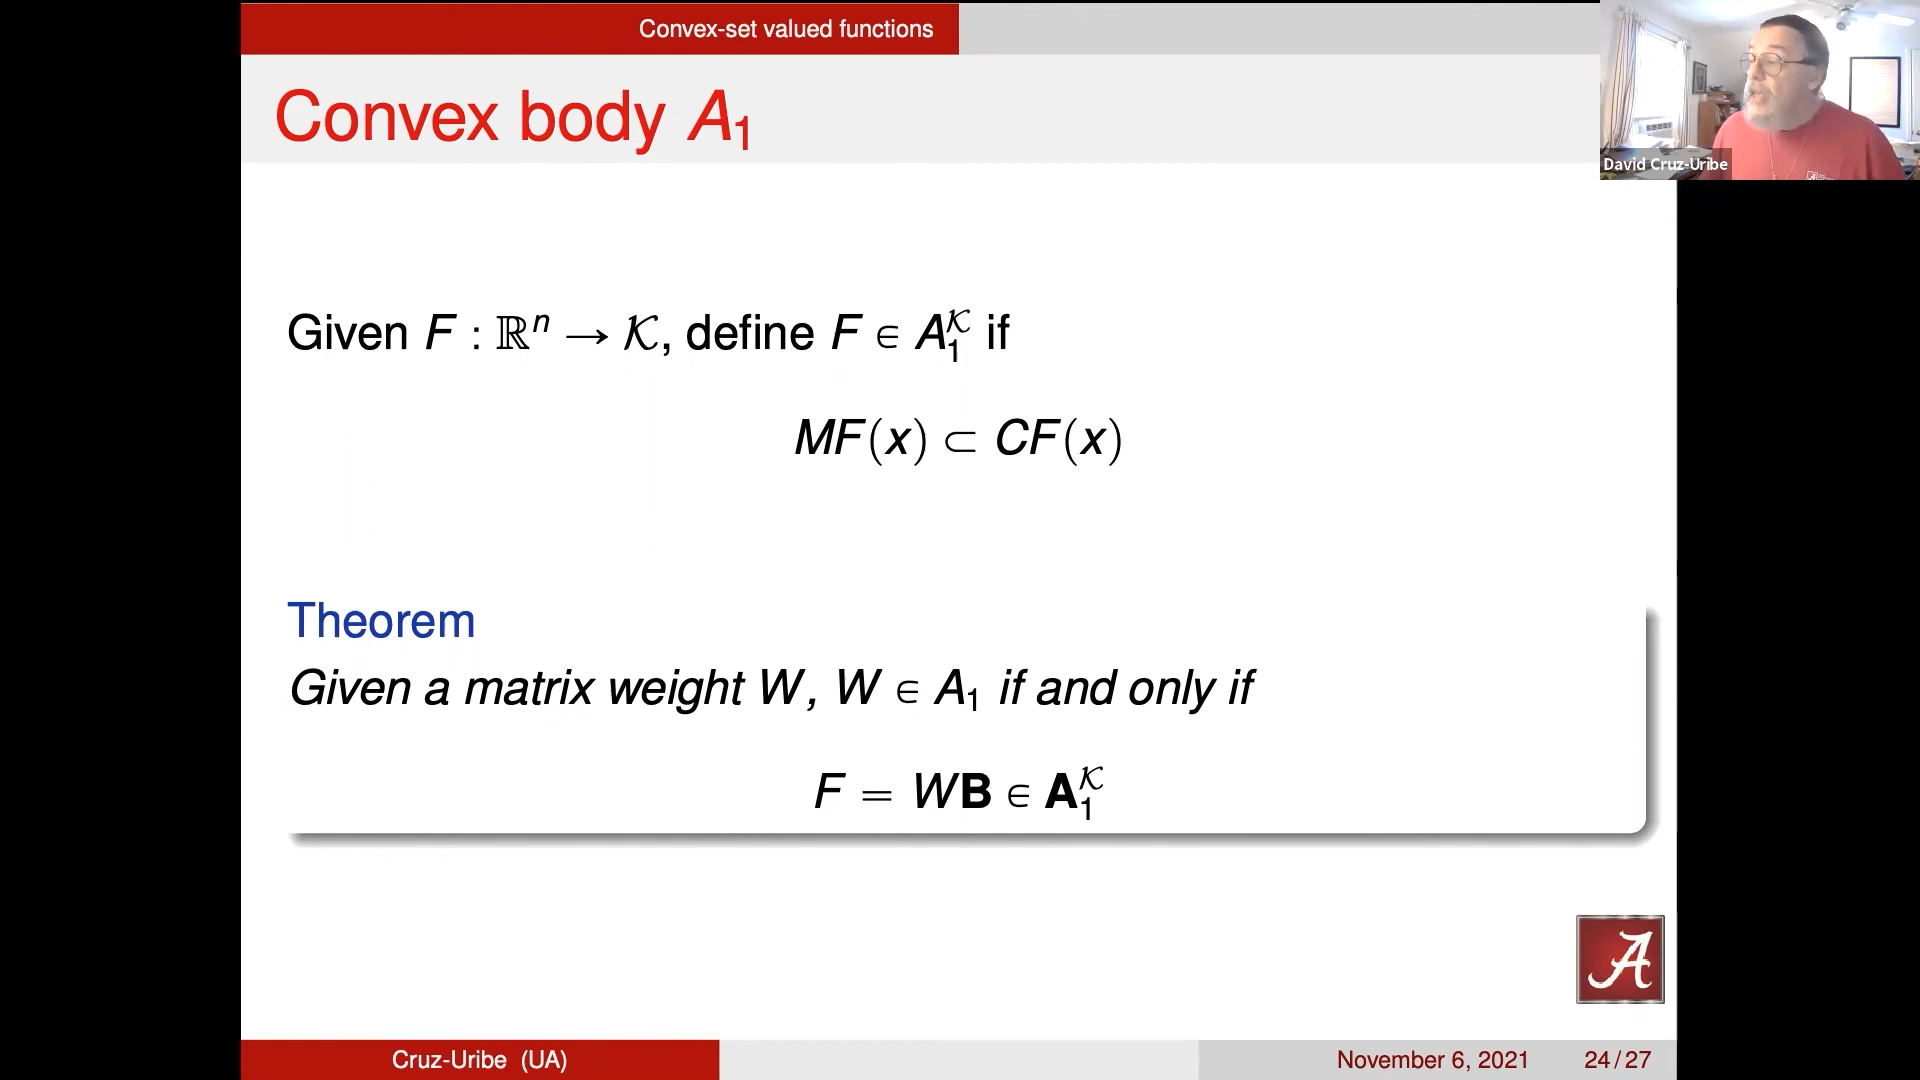 Convex-set valued functions
Convex body A₁
David Cruz-Uribe
Given F : ℝⁿ → 𝒦, define F ∈ A₁^𝒦 if
MF(x) ⊂ CF(x)
Theorem
Given a matrix weight W, W ∈ A₁ if and only if
F = W𝐁 ∈ 𝐀₁^𝒦
A
Cruz-Uribe (UA)
November 6, 2021
24/27